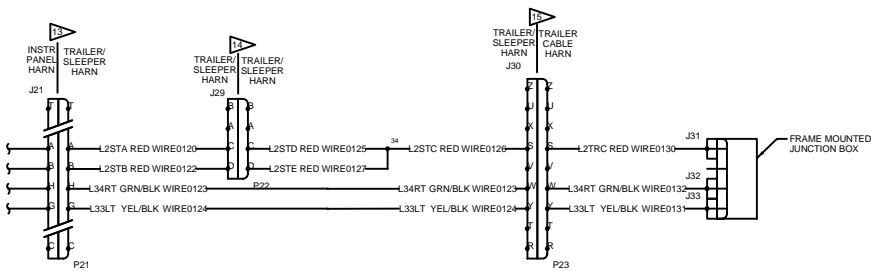 13
INSTR PANEL HARN
TRAILER/ SLEEPER HARN
J21
14
TRAILER/ SLEEPER HARN
TRAILER/ SLEEPER HARN
J29
15
TRAILER/ SLEEPER HARN
TRAILER CABLE HARN
J30
T T
B B
Z Z
A A
U U
X X
A A L2STA RED WIRE0120 C C L2STD RED WIRE0125 34 L2STC RED WIRE0126 S S L2TRC RED WIRE0130 J31
FRAME MOUNTED JUNCTION BOX
B B L2STB RED WIRE0122 D D L2STE RED WIRE0127 V V
P22
J32
H H L34RT GRN/BLK WIRE0123 L34RT GRN/BLK WIRE0123 W W L34RT GRN/BLK WIRE0132
J33
G G L33LT YEL/BLK WIRE0124 L33LT YEL/BLK WIRE0124 Y Y L33LT YEL/BLK WIRE0131
T T
C C
R R
P21
P23